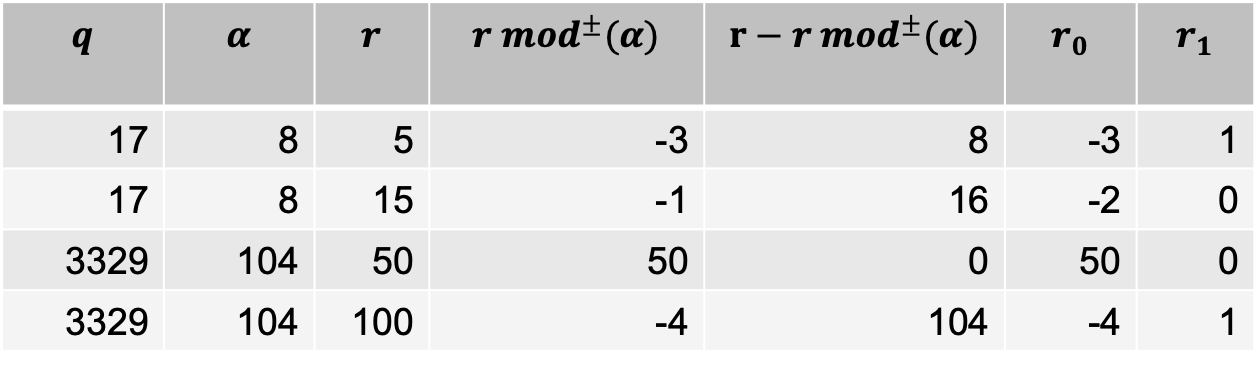 q α r r mod±(α) r − r mod±(α) r0 r1
17 8 5 -3 8 -3 1
17 8 15 -1 16 -2 0
3329 104 50 50 0 50 0
3329 104 100 -4 104 -4 1